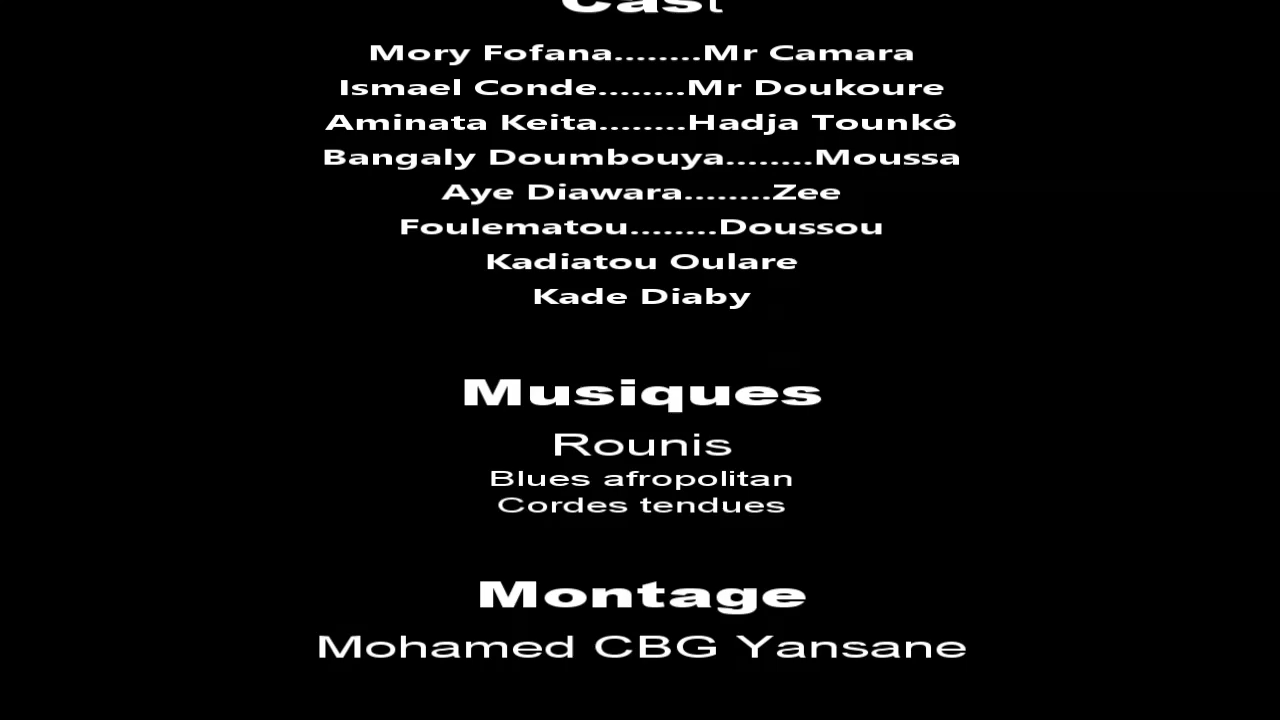 Cast
Mory Fofana........Mr Camara
Ismael Conde........Mr Doukoure
Aminata Keita........Hadja Tounkô
Bangaly Doumbouya........Moussa
Aye Diawara........Zee
Foulematou........Doussou
Kadiatou Oulare
Kade Diaby
Musiques
Rounis
Blues afropolitan
Cordes tendues
Montage
Mohamed CBG Yansane